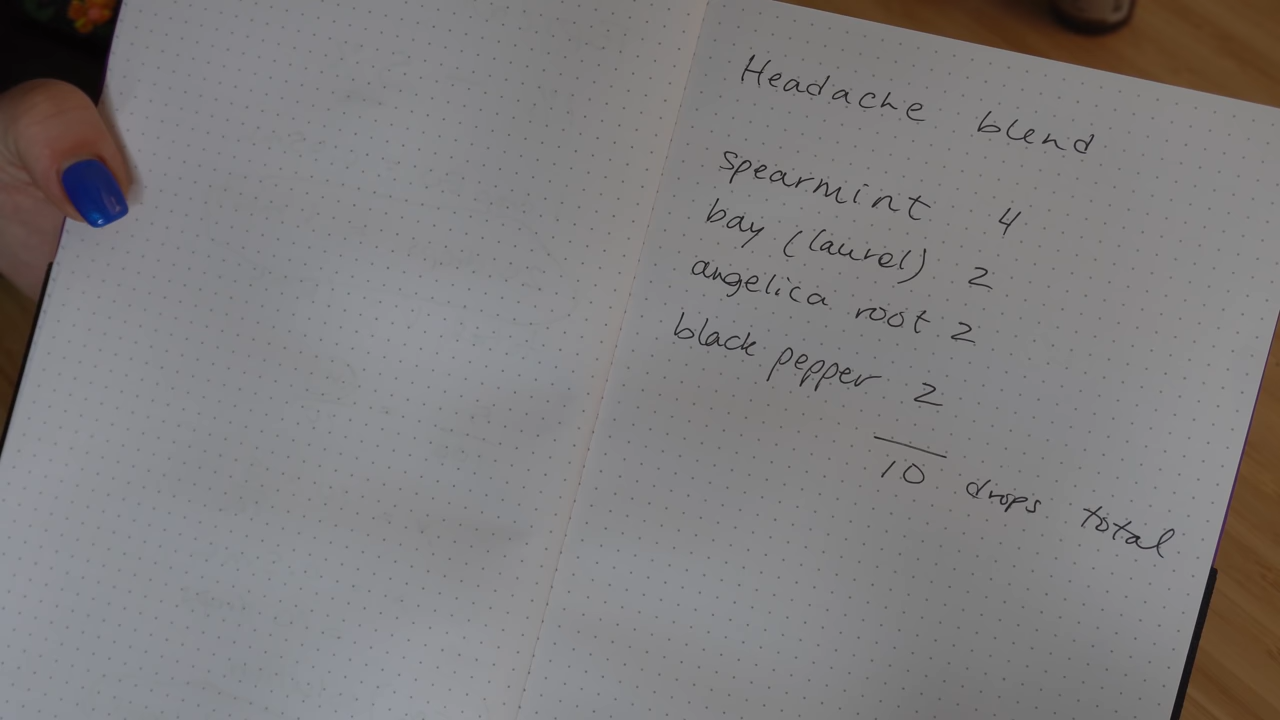 Headache blend
spearmint 4
bay (laurel) 2
angelica root 2
black pepper 2
10 drops total